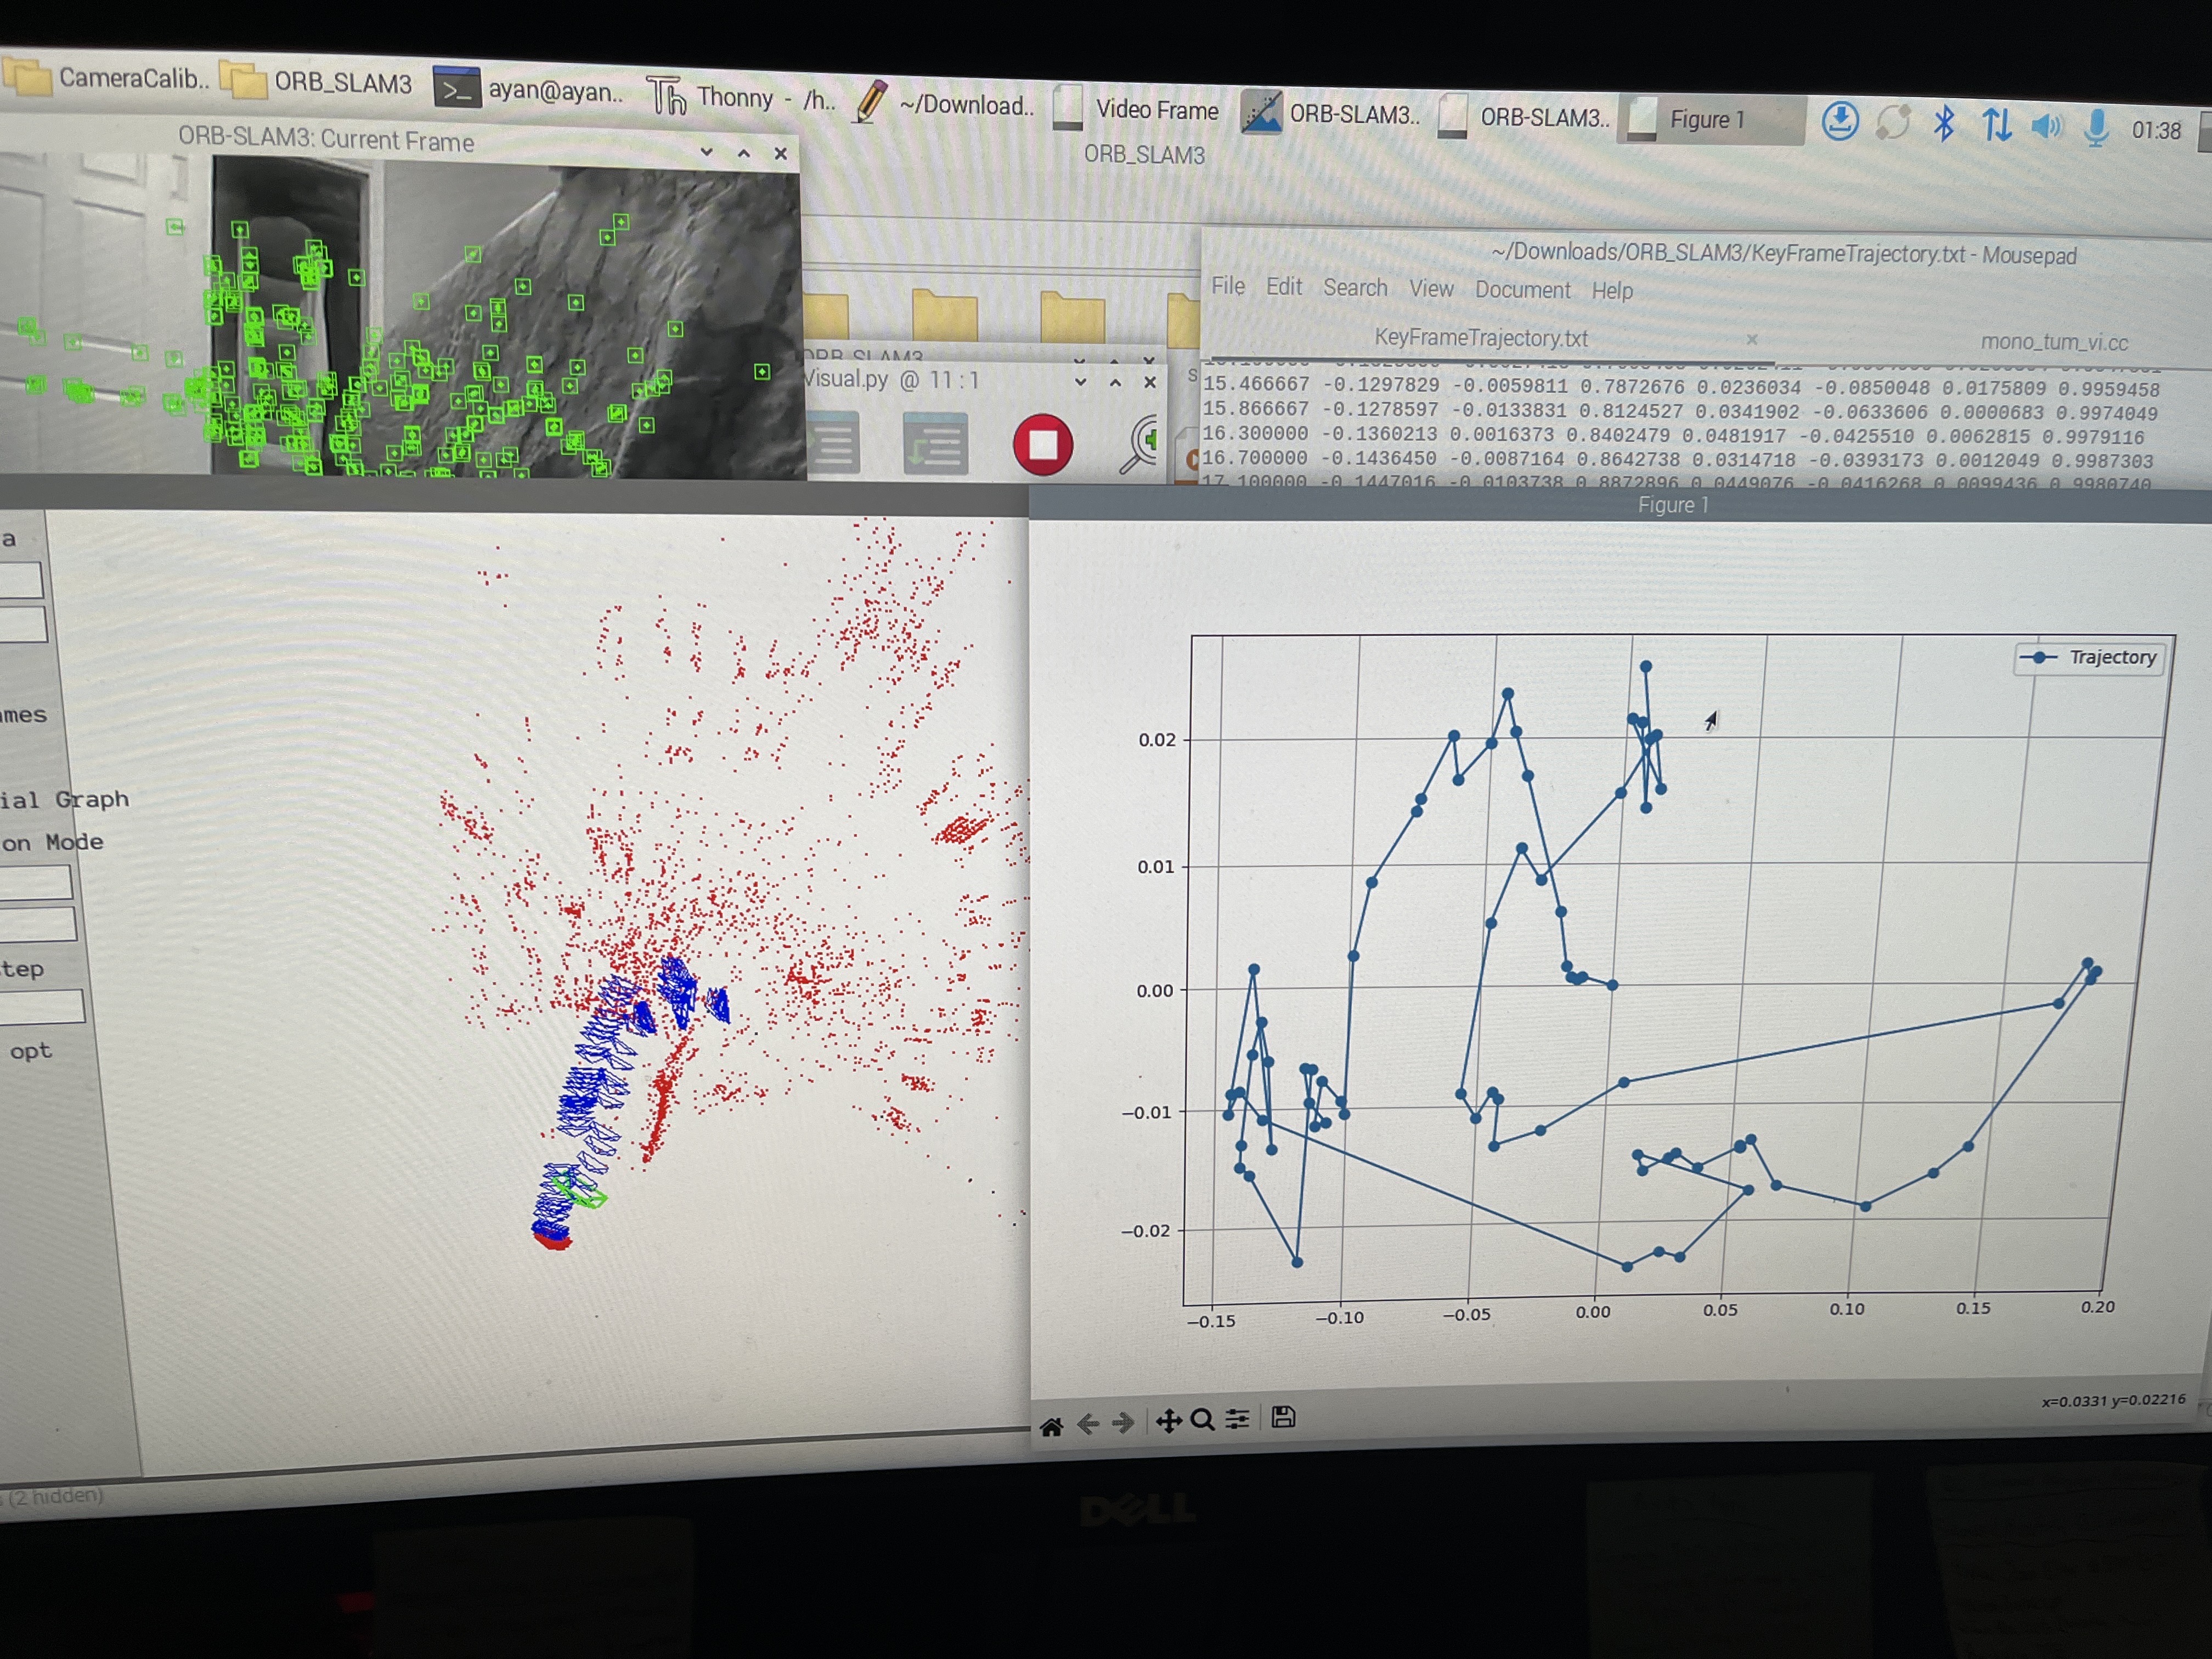 CameraCalib..
ORB_SLAM3
ayan@ayan..
Thonny - /h..
~/Download..
Video Frame
ORB-SLAM3..
ORB-SLAM3..
Figure 1
01:38
ORB-SLAM3: Current Frame
ORB_SLAM3
~/Downloads/ORB_SLAM3/KeyFrameTrajectory.txt - Mousepad
File Edit Search View Document Help
KeyFrameTrajectory.txt
mono_tum_vi.cc
ORB_SLAM3
Visual.py @ 11 : 1
15.466667 -0.1297829 -0.0059811 0.7872676 0.0236034 -0.0850048 0.0175809 0.9959458
15.866667 -0.1278597 -0.0133831 0.8124527 0.0341902 -0.0633606 0.0000683 0.9974049
16.300000 -0.1360213 0.0016373 0.8402479 0.0481917 -0.0425510 0.0062815 0.9979116
16.700000 -0.1436450 -0.0087164 0.8642738 0.0314718 -0.0393173 0.0012049 0.9987303
17.100000 -0.1447016 -0.0103738 0.8872896 0.0449076 -0.0416268 0.0099436 0.9980740
Figure 1
a
mes
ial Graph
on Mode
tep
opt
(2 hidden)
Trajectory
0.02
0.01
0.00
−0.01
−0.02
−0.15
−0.10
−0.05
0.00
0.05
0.10
0.15
0.20
x=0.0331 y=0.02216
DELL